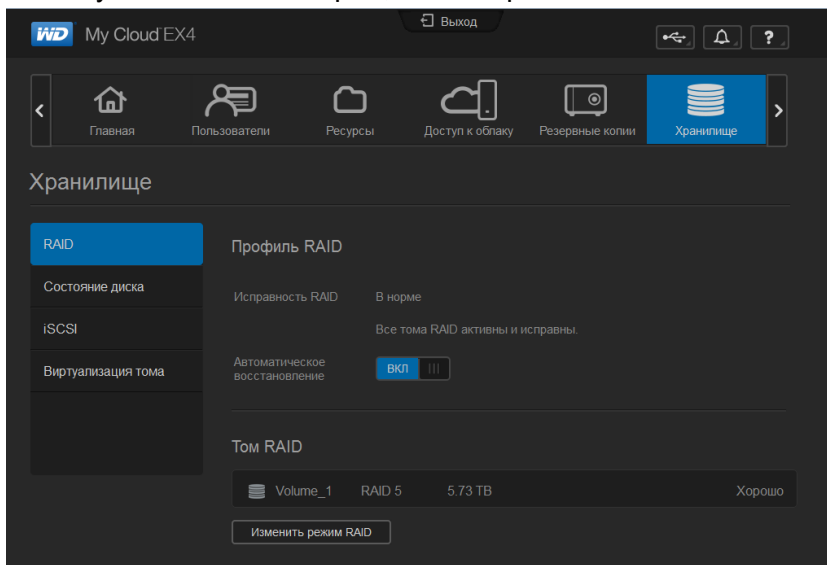 WD My Cloud EX4
Выход
?
Главная
Пользователи
Ресурсы
Доступ к облаку
Резервные копии
Хранилище
Хранилище
RAID
Состояние диска
iSCSI
Виртуализация тома
Профиль RAID
Исправность RAID В норме
Все тома RAID активны и исправны.
Автоматическое
восстановление
ВКЛ
Том RAID
Volume_1 RAID 5 5.73 TB Хорошо
Изменить режим RAID